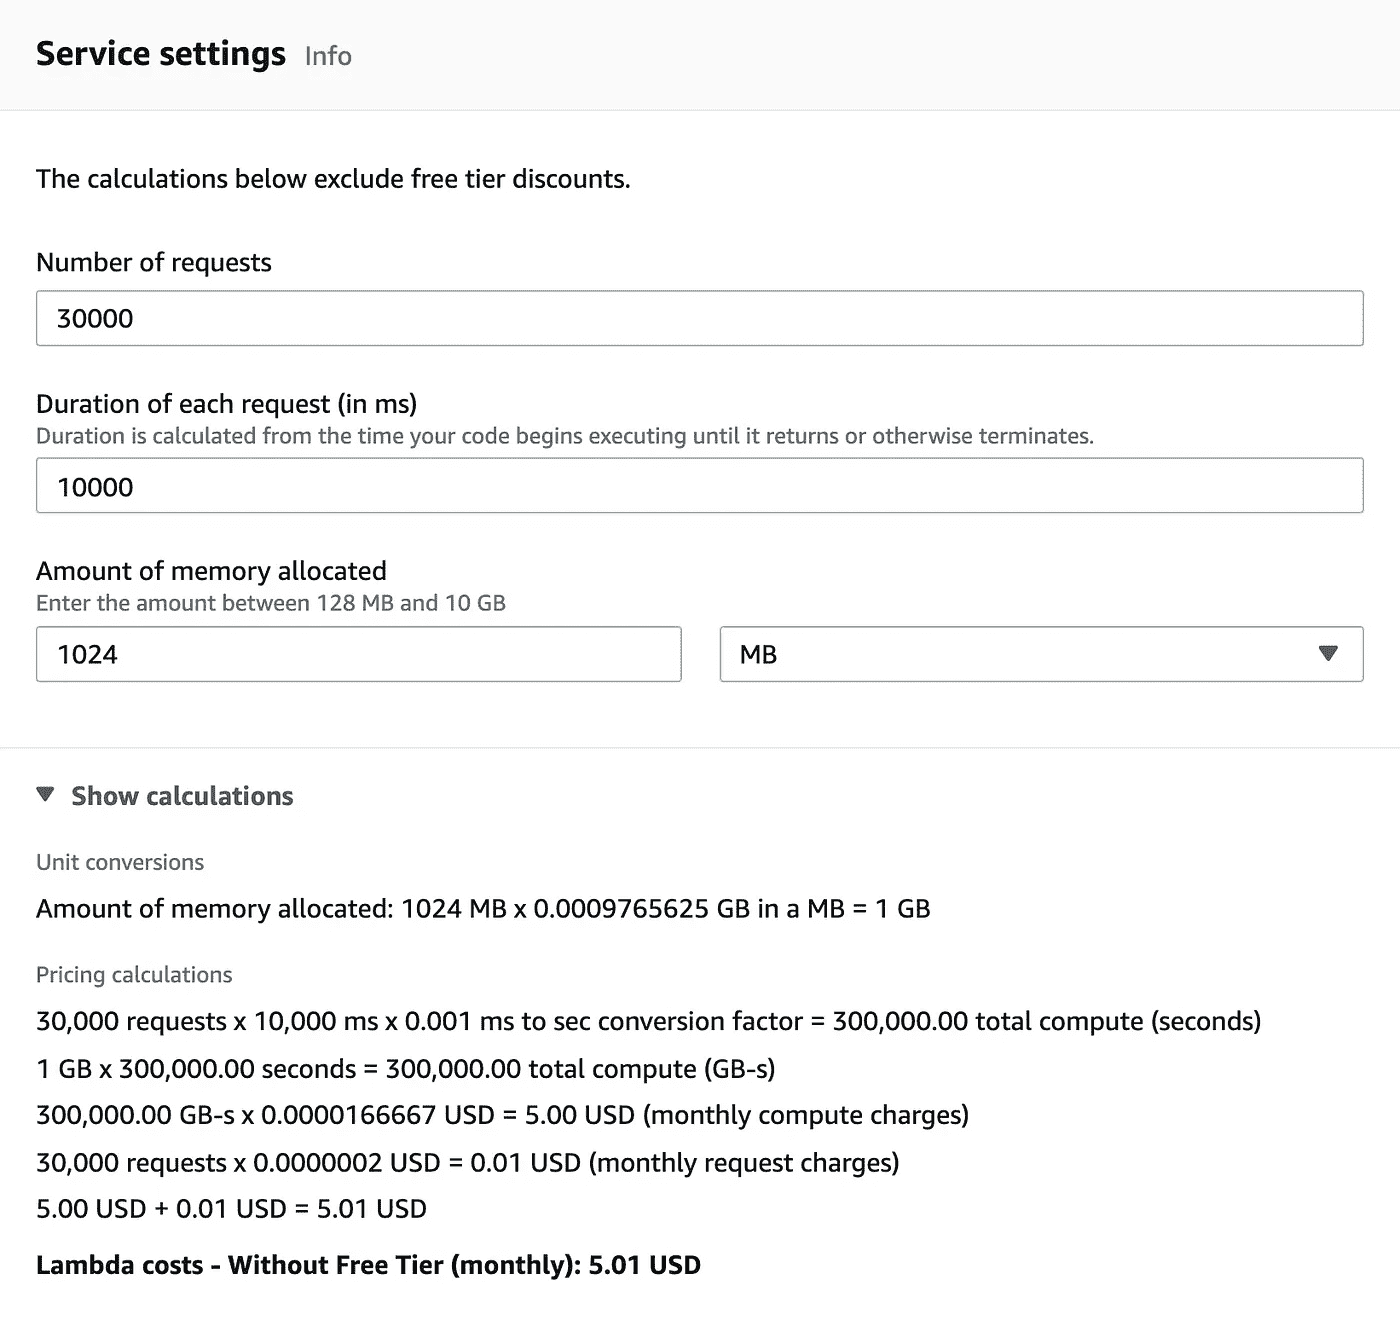 Service settings Info
The calculations below exclude free tier discounts.
Number of requests
30000
Duration of each request (in ms)
Duration is calculated from the time your code begins executing until it returns or otherwise terminates.
10000
Amount of memory allocated
Enter the amount between 128 MB and 10 GB
1024 MB
Show calculations
Unit conversions
Amount of memory allocated: 1024 MB x 0.0009765625 GB in a MB = 1 GB
Pricing calculations
30,000 requests x 10,000 ms x 0.001 ms to sec conversion factor = 300,000.00 total compute (seconds)
1 GB x 300,000.00 seconds = 300,000.00 total compute (GB-s)
300,000.00 GB-s x 0.0000166667 USD = 5.00 USD (monthly compute charges)
30,000 requests x 0.0000002 USD = 0.01 USD (monthly request charges)
5.00 USD + 0.01 USD = 5.01 USD
Lambda costs - Without Free Tier (monthly): 5.01 USD